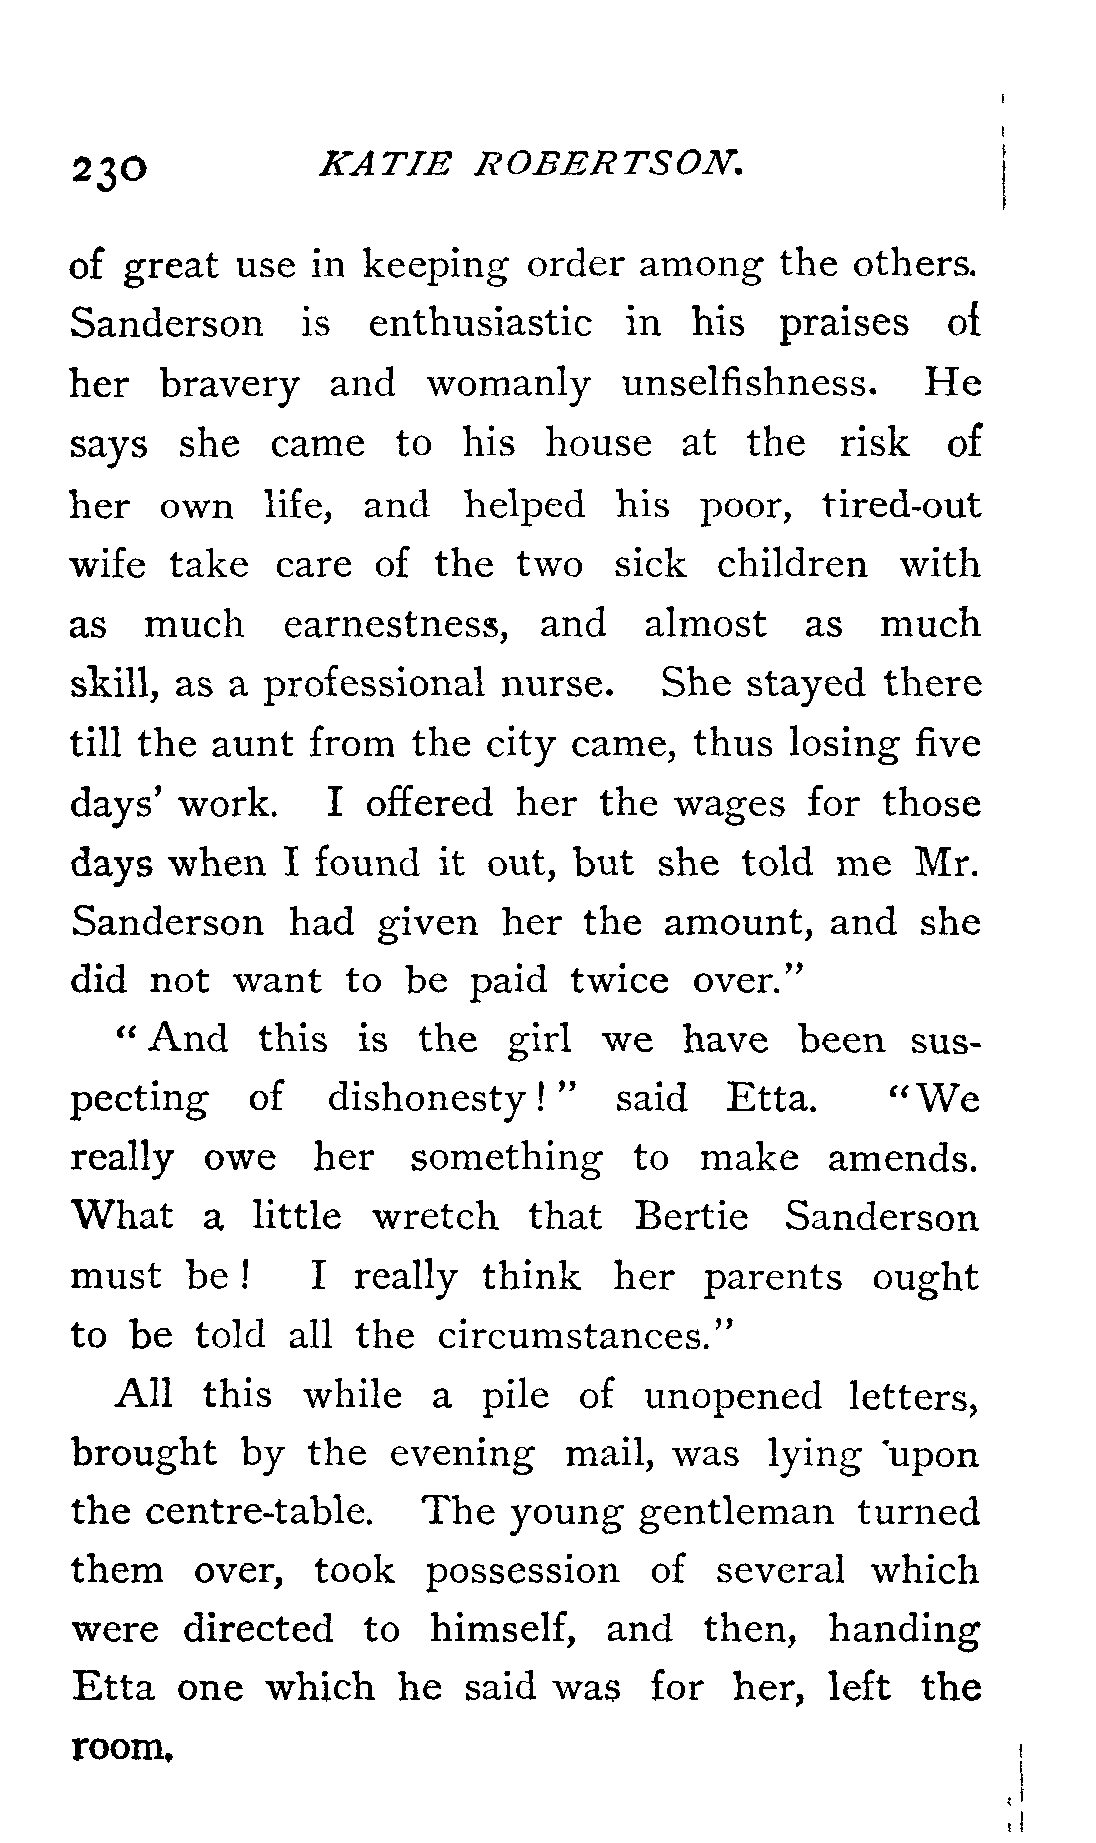 230 KATIE ROBERTSON.
of great use in keeping order among the others.
Sanderson is enthusiastic in his praises of
her bravery and womanly unselfishness. He
says she came to his house at the risk of
her own life, and helped his poor, tired-out
wife take care of the two sick children with
as much earnestness, and almost as much
skill, as a professional nurse. She stayed there
till the aunt from the city came, thus losing five
days' work. I offered her the wages for those
days when I found it out, but she told me Mr.
Sanderson had given her the amount, and she
did not want to be paid twice over."
"And this is the girl we have been sus-
pecting of dishonesty!" said Etta. "We
really owe her something to make amends.
What a little wretch that Bertie Sanderson
must be! I really think her parents ought
to be told all the circumstances."
All this while a pile of unopened letters,
brought by the evening mail, was lying upon
the centre-table. The young gentleman turned
them over, took possession of several which
were directed to himself, and then, handing
Etta one which he said was for her, left the
room.